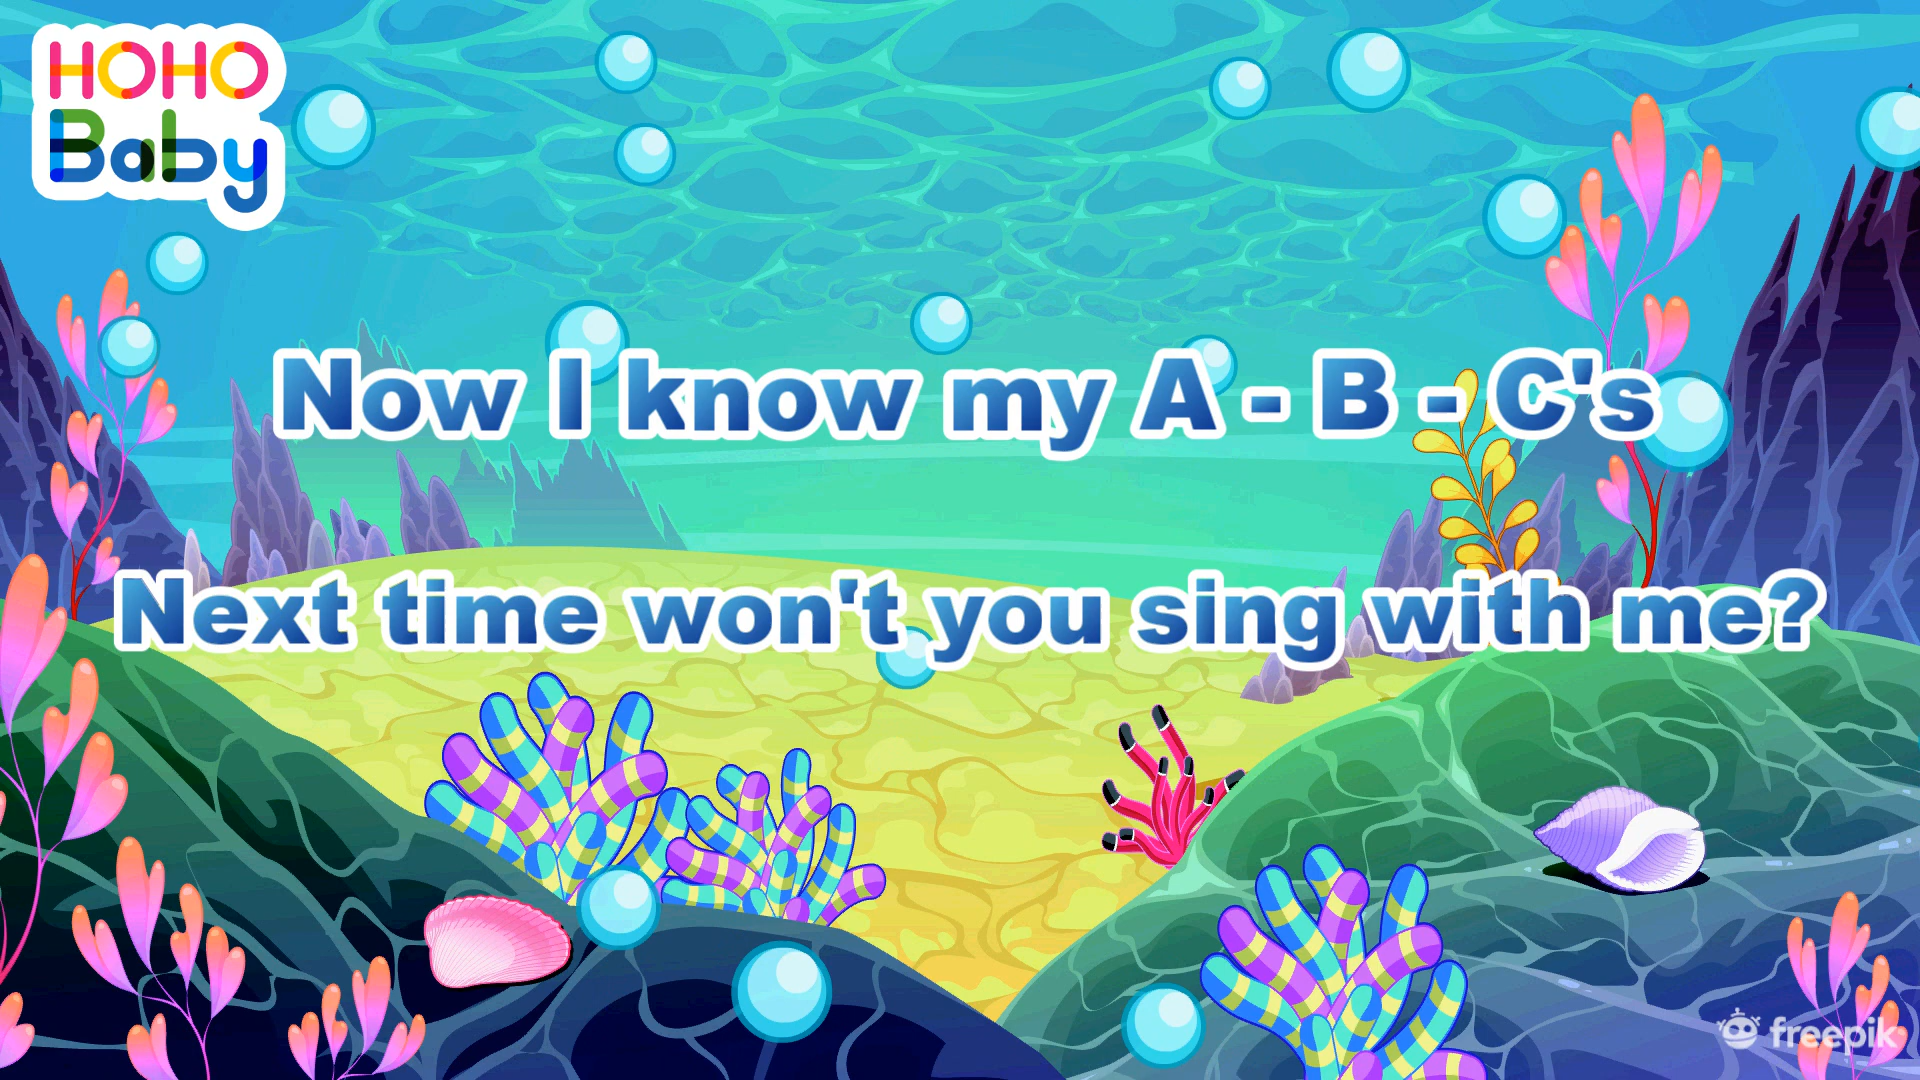 HOHO
Baby
Now I know my A - B - C's
Next time won't you sing with me?
freepik